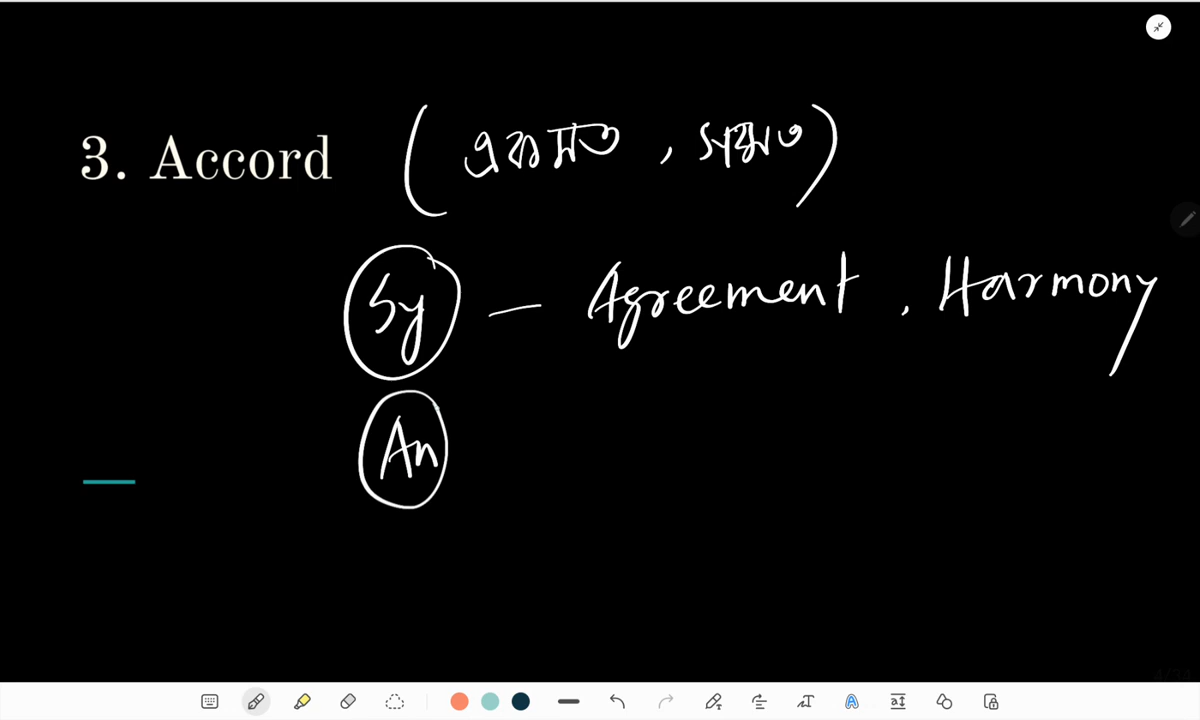 3. Accord (একমত, সম্মত)
Sy — Agreement, Harmony
An